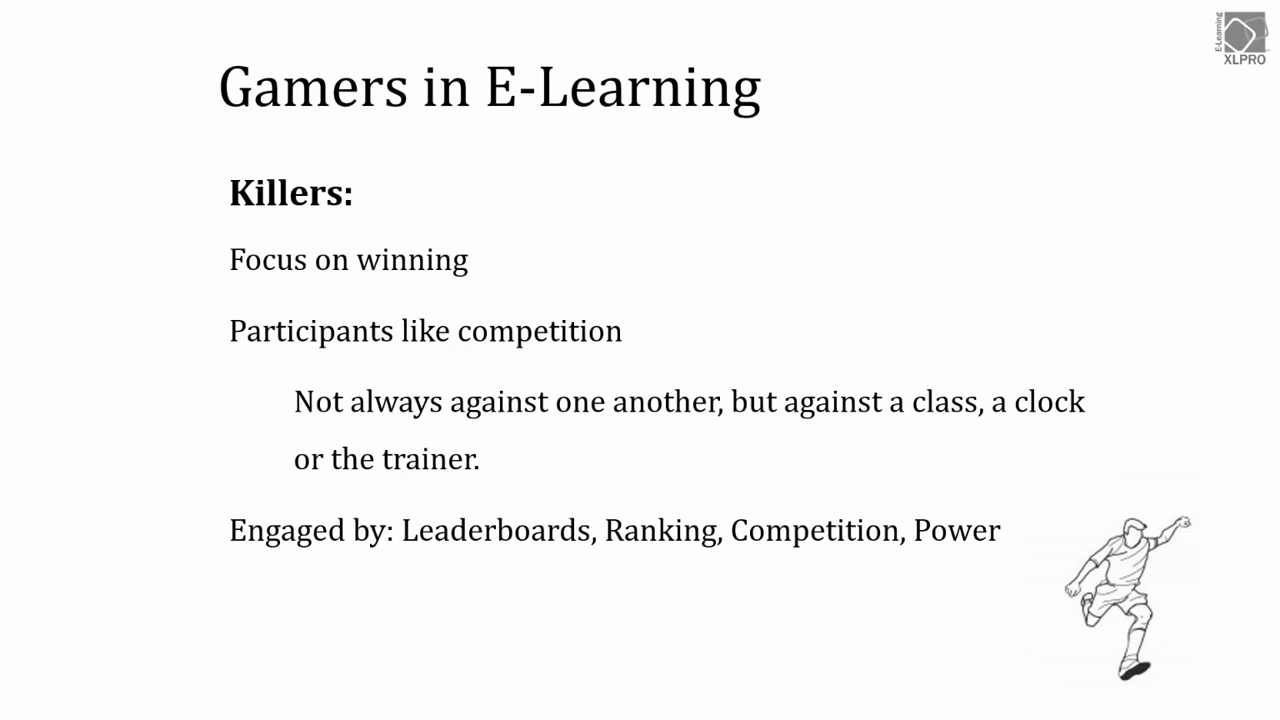 E-Learning
XLPRO
Gamers in E-Learning
Killers:
Focus on winning
Participants like competition
Not always against one another, but against a class, a clock
or the trainer.
Engaged by: Leaderboards, Ranking, Competition, Power